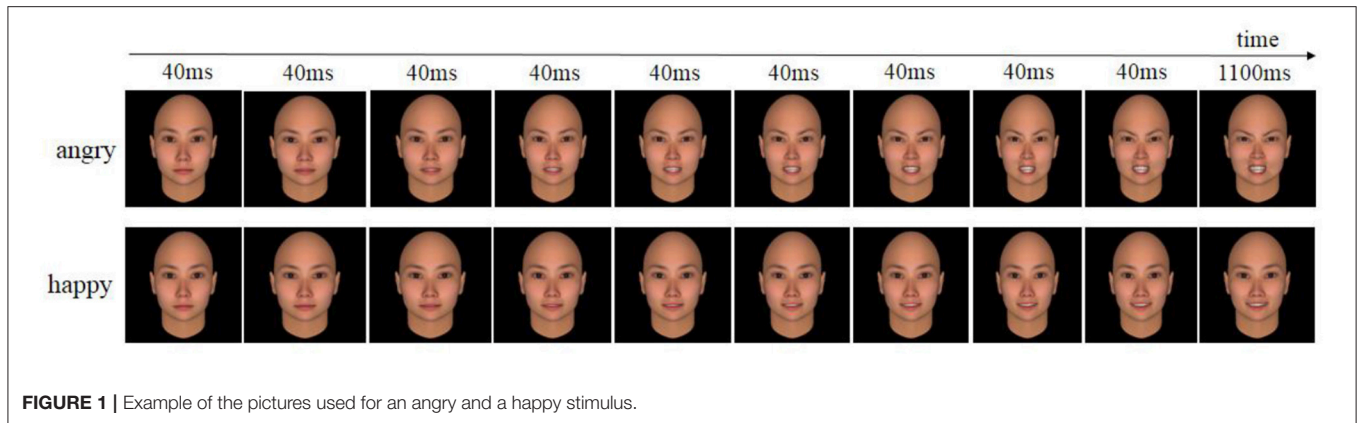 time
40ms 40ms 40ms 40ms 40ms 40ms 40ms 40ms 40ms 1100ms
angry
happy
FIGURE 1 | Example of the pictures used for an angry and a happy stimulus.